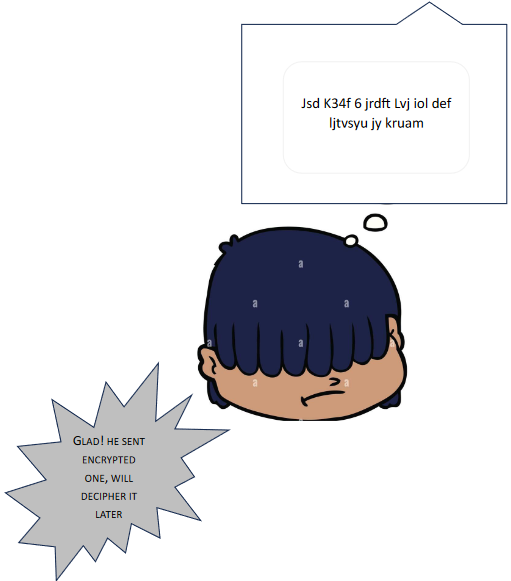 Jsd K34f 6 jrdft Lvj iol def
ljtvsyu jy kruam
a
a
a
a
a
a
a
GLAD! HE SENT
ENCRYPTED
ONE, WILL
DECIPHER IT
LATER